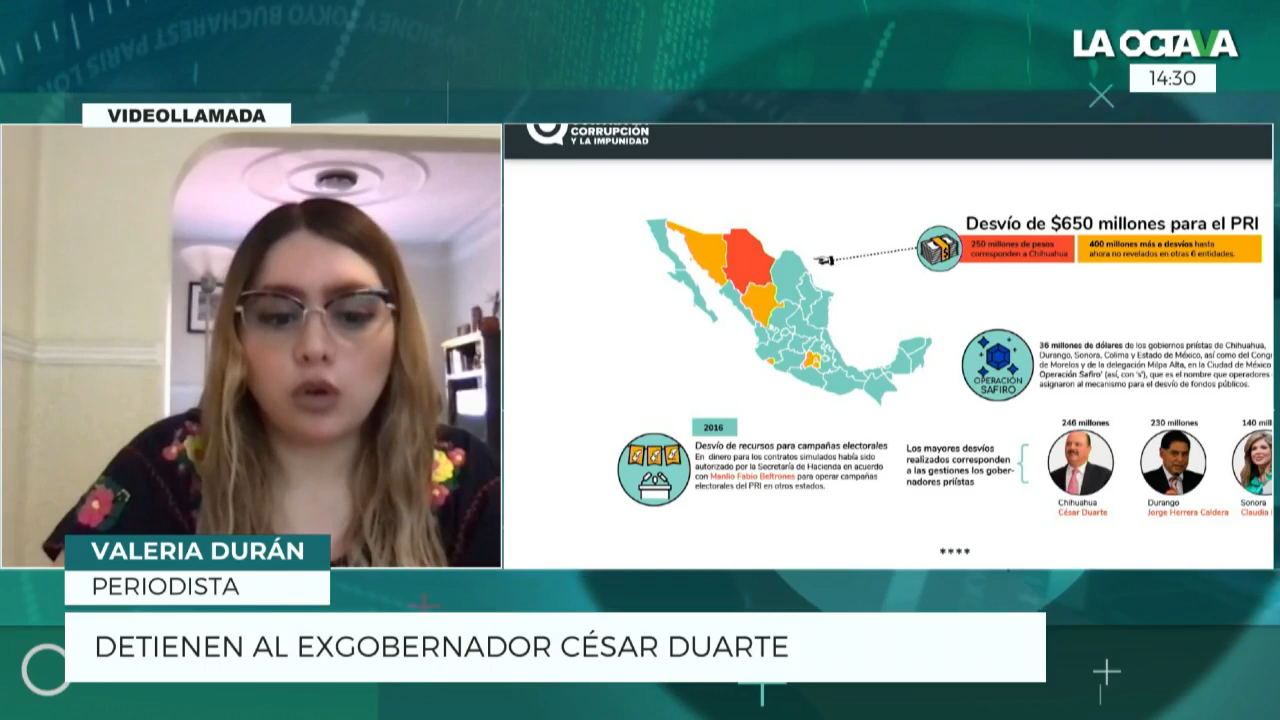 LA OCTAVA
14:30
VIDEOLLAMADA
CORRUPCIÓN
Y LA IMPUNIDAD
Desvío de $650 millones para el PRI
250 millones de pesos
corresponden a Chihuahua
400 millones más a desvíos hasta
ahora no revelados en otras 6 entidades.
36 millones de dólares de los gobiernos priístas de Chihuahua,
Durango, Sonora, Colima y Estado de México, así como del Cong
de Morelos y de la delegación Milpa Alta, en la Ciudad de México
Operación Safiro' (así, con 's'), que es el nombre que operadores
asignaron al mecanismo para el desvío de fondos públicos.
OPERACIÓN
SAFIRO
2016
Desvío de recursos para campañas electorales
En dinero para los contratos simulados había sido
autorizado por la Secretaría de Hacienda en acuerdo
con Manlio Fabio Beltrones para operar campañas
electorales del PRI en otros estados.
Los mayores desvíos
realizados corresponden
a las gestiones los gober-
nadores priístas
246 millones
230 millones
140 mill
Chihuahua
César Duarte
Durango
Jorge Herrera Caldera
Sonora
Claudia
****
VALERIA DURÁN
PERIODISTA
DETIENEN AL EXGOBERNADOR CÉSAR DUARTE